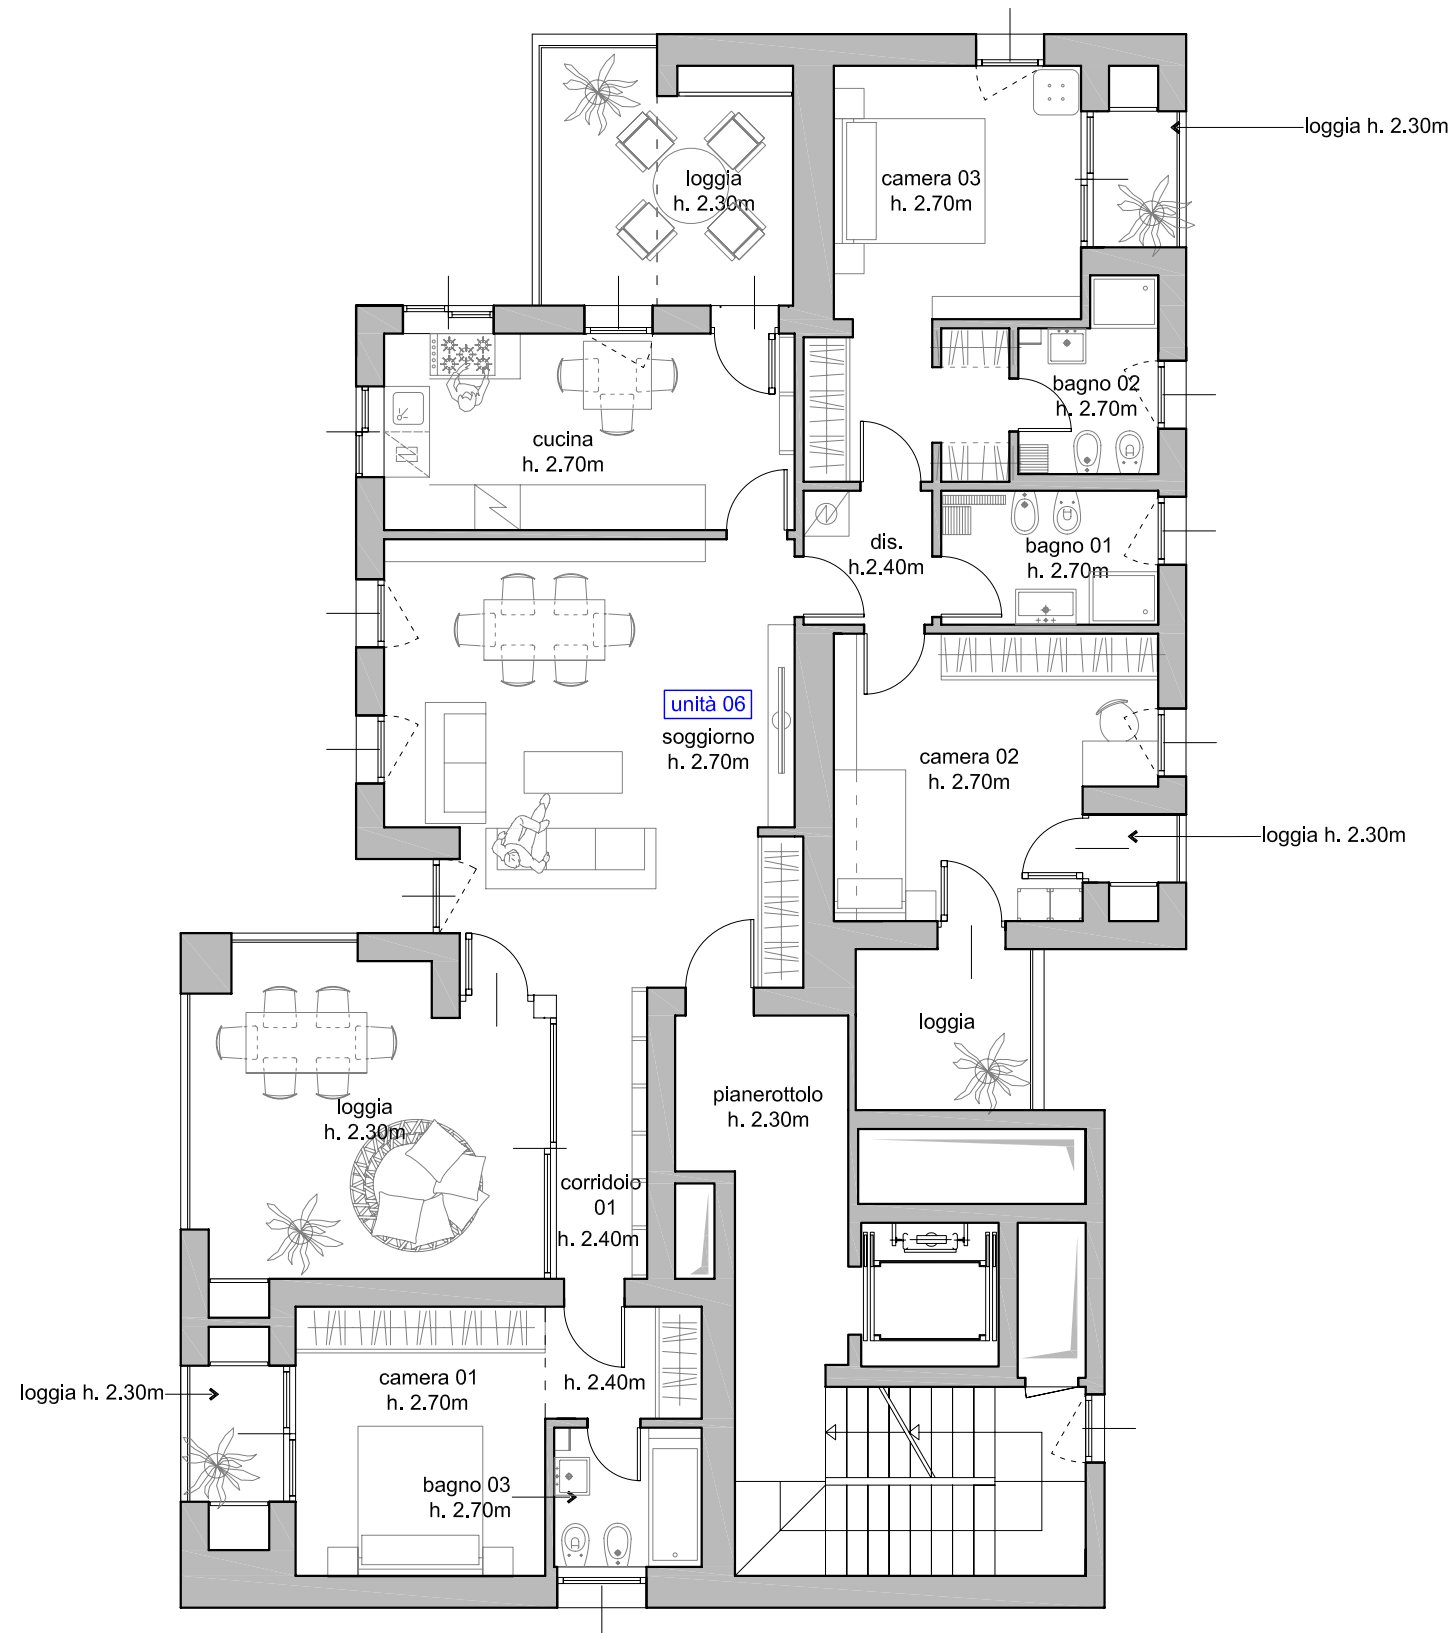 loggia h. 2.30m
loggia
h. 2.30m
camera 03
h. 2.70m
bagno 02
h. 2.70m
cucina
h. 2.70m
dis.
h.2.40m
bagno 01
h. 2.70m
unità 06
soggiorno
h. 2.70m
camera 02
h. 2.70m
loggia h. 2.30m
loggia
pianerottolo
h. 2.30m
loggia
h. 2.30m
corridoio
01
h. 2.40m
camera 01
h. 2.70m
h. 2.40m
loggia h. 2.30m
bagno 03
h. 2.70m